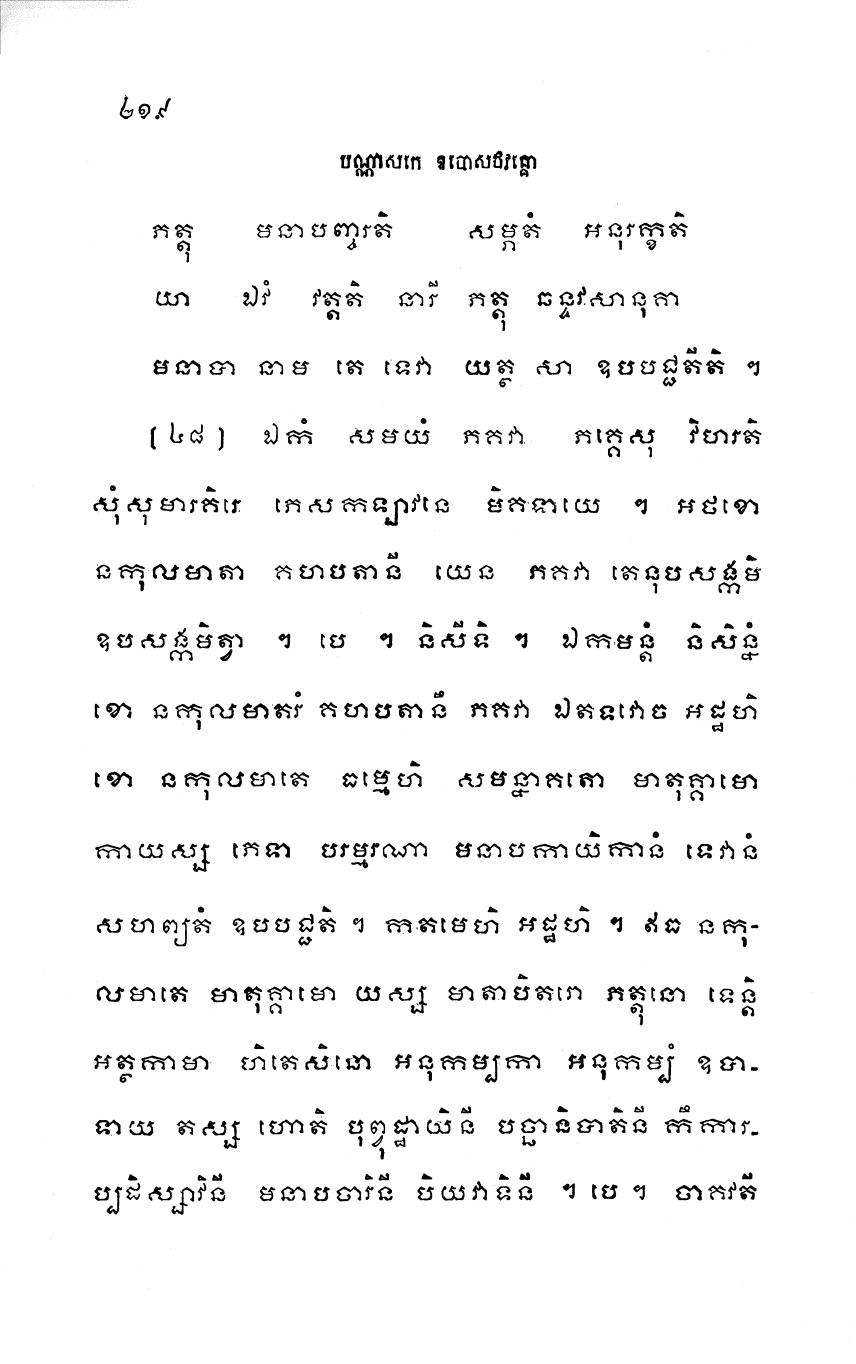 ២១៩
បណ្ណាសកេ ឧបោសថវគ្គោ
ភត្តុ មនាបញ្ចរតិ សម្ភតំ អនុរក្ខតិ
យា ឯវំ វត្តតិ នារី ភត្តុ ឆន្ទវសានុគា
មនាបា នាម តេ ទេវា យត្ថ សា ឧបបជ្ជតីតិ ។
[ ៤៨ ] ឯកំ សមយំ ភគវា ភគ្គេសុ វិហរតិ
សុំសុមារគិរេ ភេសកឡាវនេ មិគទាយេ ។ អថខោ
នកុលមាតា គហបតានី យេន ភគវា តេនុបសង្កមិ
ឧបសង្កមិត្វា ។ បេ ។ និសីទិ ។ ឯកមន្តំ និសិន្នំ
ខោ នកុលមាតរំ គហបតានឹ ភគវា ឯតទវោច អដ្ឋហិ
ខោ នកុលមាតេ ធម្មេហិ សមន្នាគតោ មាតុគ្គាមោ
កាយស្ស ភេទា បរម្មរណា មនាបកាយិកានំ ទេវានំ
សហព្យតំ ឧបបជ្ជតិ ។ កតមេហិ អដ្ឋហិ ។ ឥធ នកុ-
លមាតេ មាតុគ្គាមោ យស្ស មាតាបិតរោ ភត្តុនោ ទេន្តិ
អត្ថកាមា ហិតេសិនោ អនុកម្បកា អនុកម្បំ ឧបា-
ទាយ តស្ស ហោតិ បុព្វុដ្ឋាយិនី បច្ឆានិបាតិនី កឹការ-
ប្បដិស្សាវិនី មនាបចារិនី បិយវាទិនី ។ បេ ។ ចាគវតី